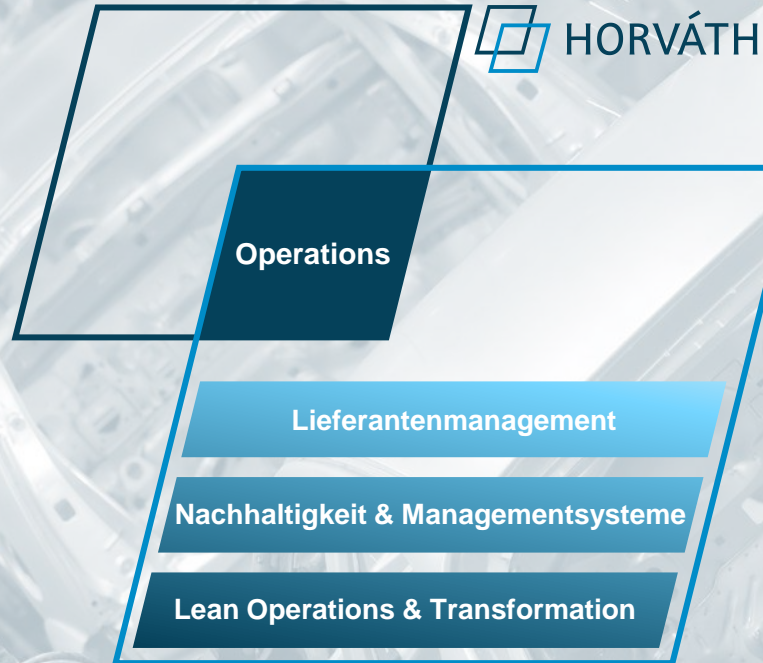 HORVÁTH
Operations
Lieferantenmanagement
Nachhaltigkeit & Managementsysteme
Lean Operations & Transformation